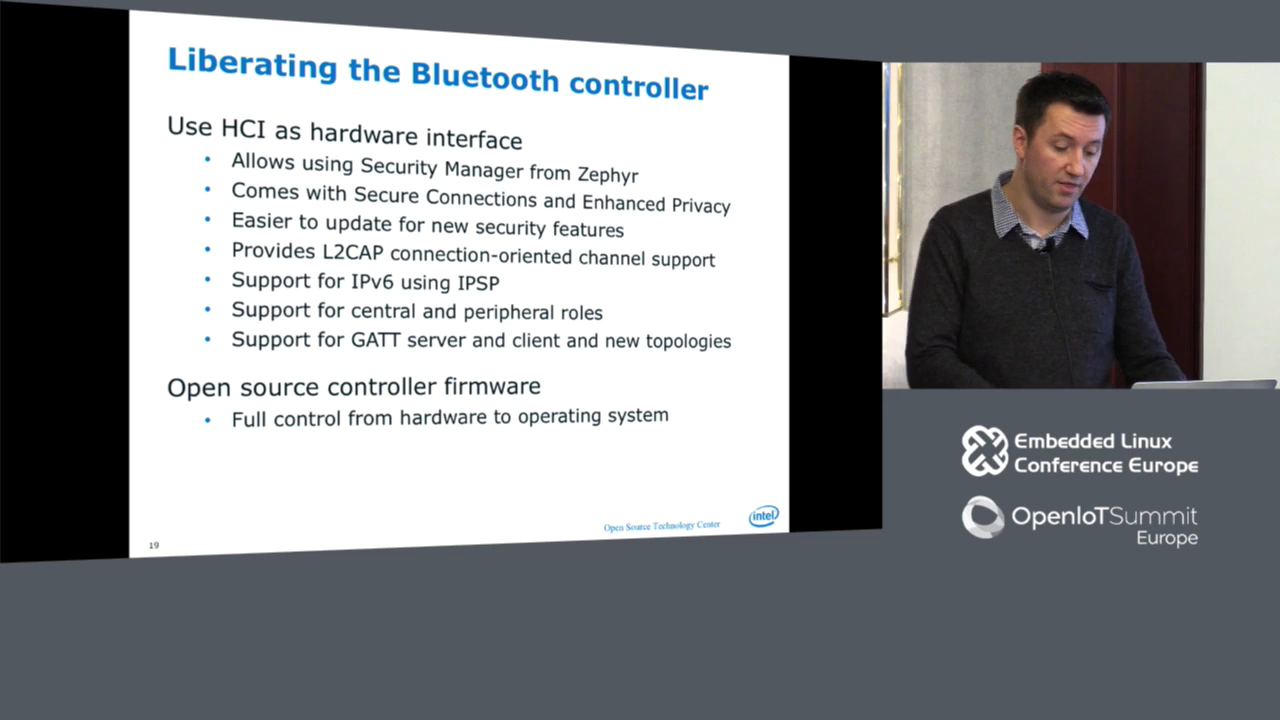 Liberating the Bluetooth controller
Use HCI as hardware interface
• Allows using Security Manager from Zephyr
• Comes with Secure Connections and Enhanced Privacy
• Easier to update for new security features
• Provides L2CAP connection-oriented channel support
• Support for IPv6 using IPSP
• Support for central and peripheral roles
• Support for GATT server and client and new topologies
Open source controller firmware
• Full control from hardware to operating system
Open Source Technology Center
intel
19
Embedded Linux
Conference Europe
OpenIoTSummit
Europe